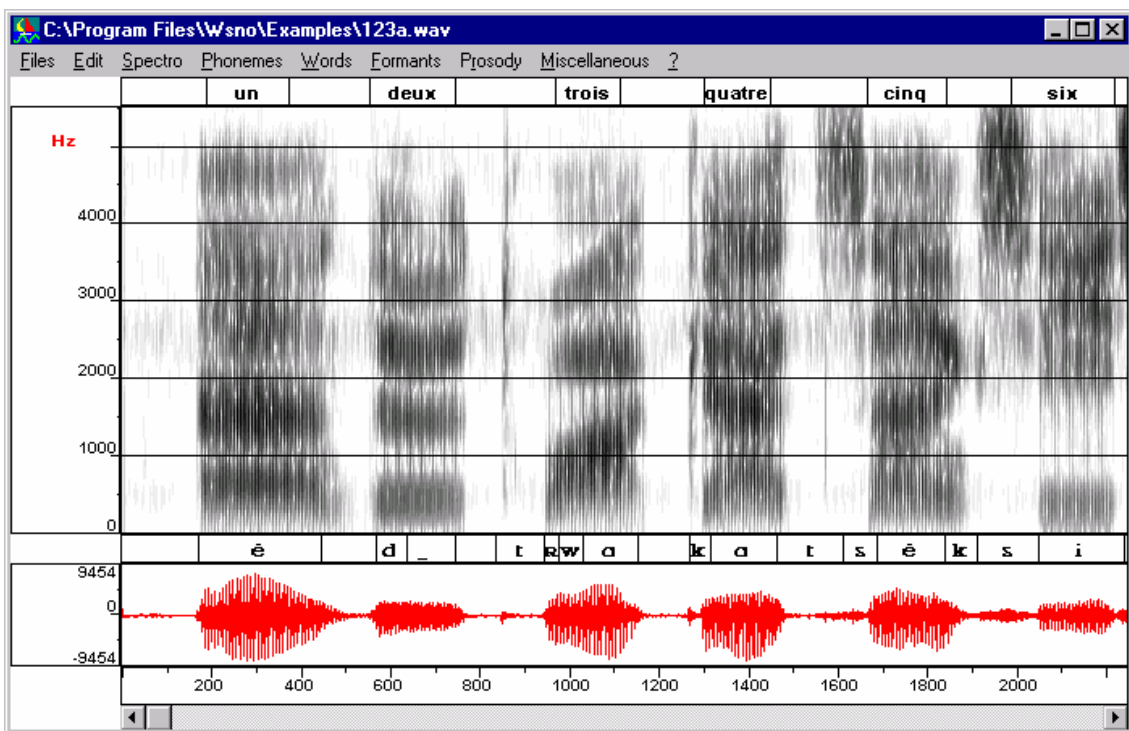 C:\Program Files\Wsno\Examples\123a.wav
Files Edit Spectro Phonemes Words Formants Prosody Miscellaneous ?
un deux trois quatre cinq six
Hz
4000
3000
2000
1000
0
ẽ d _ t R w a k a t s ẽ k s i
9454
0
-9454
200 400 600 800 1000 1200 1400 1600 1800 2000